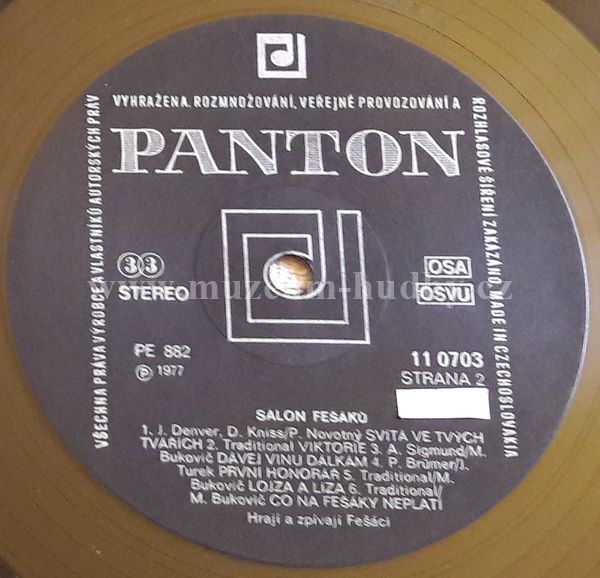 VYHRAŽENA. ROZMNOŽOVÁNÍ, VEŘEJNÉ PROVOZOVÁNÍ A
ROZHLASOVÉ ŠÍŘENÍ ZAKÁZÁNO. MADE IN CZECHOSLOVAKIA
VŠECHNA PRÁVA VÝROBCE A VLASTNÍKŮ AUTORSKÝCH PRÁV
PANTON
33
STEREO
OSA
OSVU
www.muzeum-hudby.cz
PE 882
℗ 1977
11 0703
STRANA 2
SALON FEŠÁKŮ
1. J. Denver, D. Kniss/P. Novotný SVÍTÁ VE TVÝCH
TVÁŘÍCH 2. Traditional VIKTORIE 3. A. Sigmund/M.
Bukovič DÁVEJ VINU DÁLKÁM 4. P. Brümer/J.
Turek PRVNÍ HONORÁŘ 5. Traditional/M.
Bukovič LOJZA A LÍZA 6. Traditional/
M. Bukovič CO NA FEŠÁKY NEPLATÍ
Hrají a zpívají Fešáci